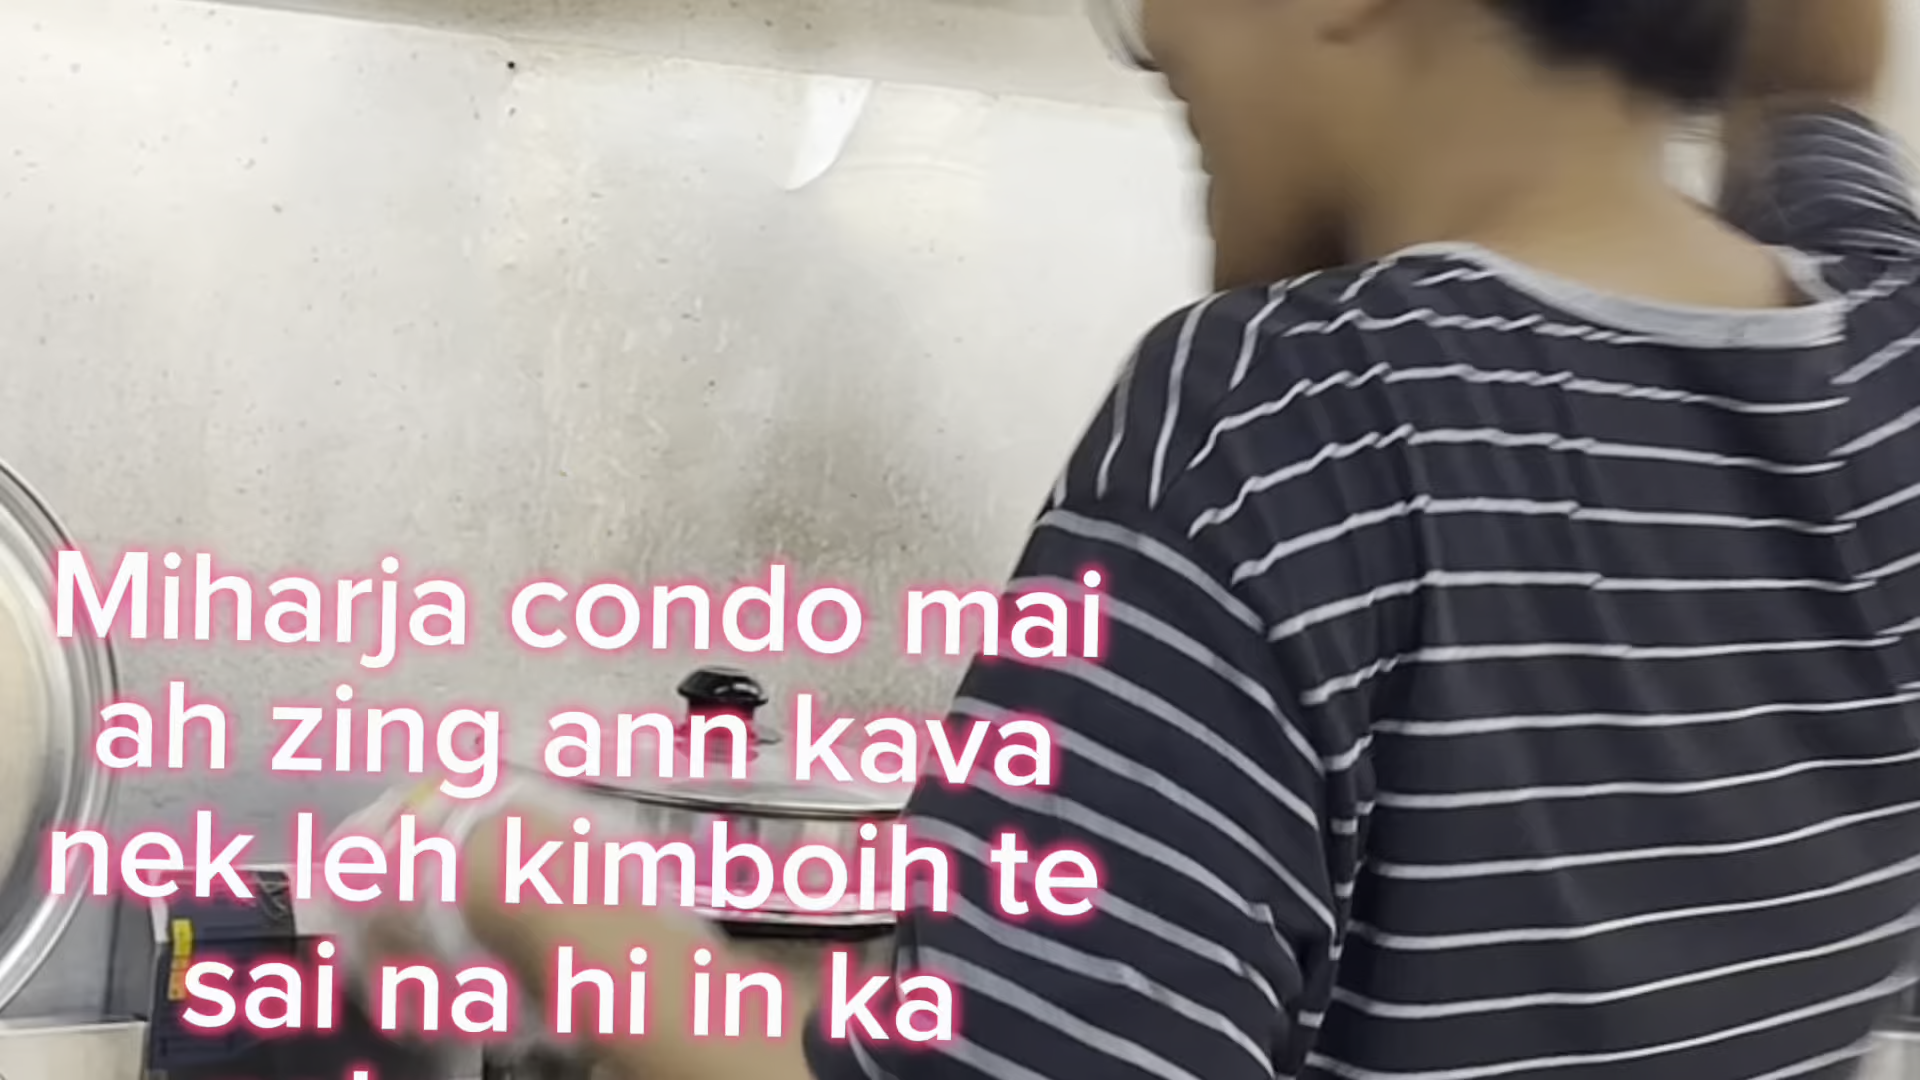 Miharja condo mai
ah zing ann kava
nek leh kimboih te
sai na hi in ka